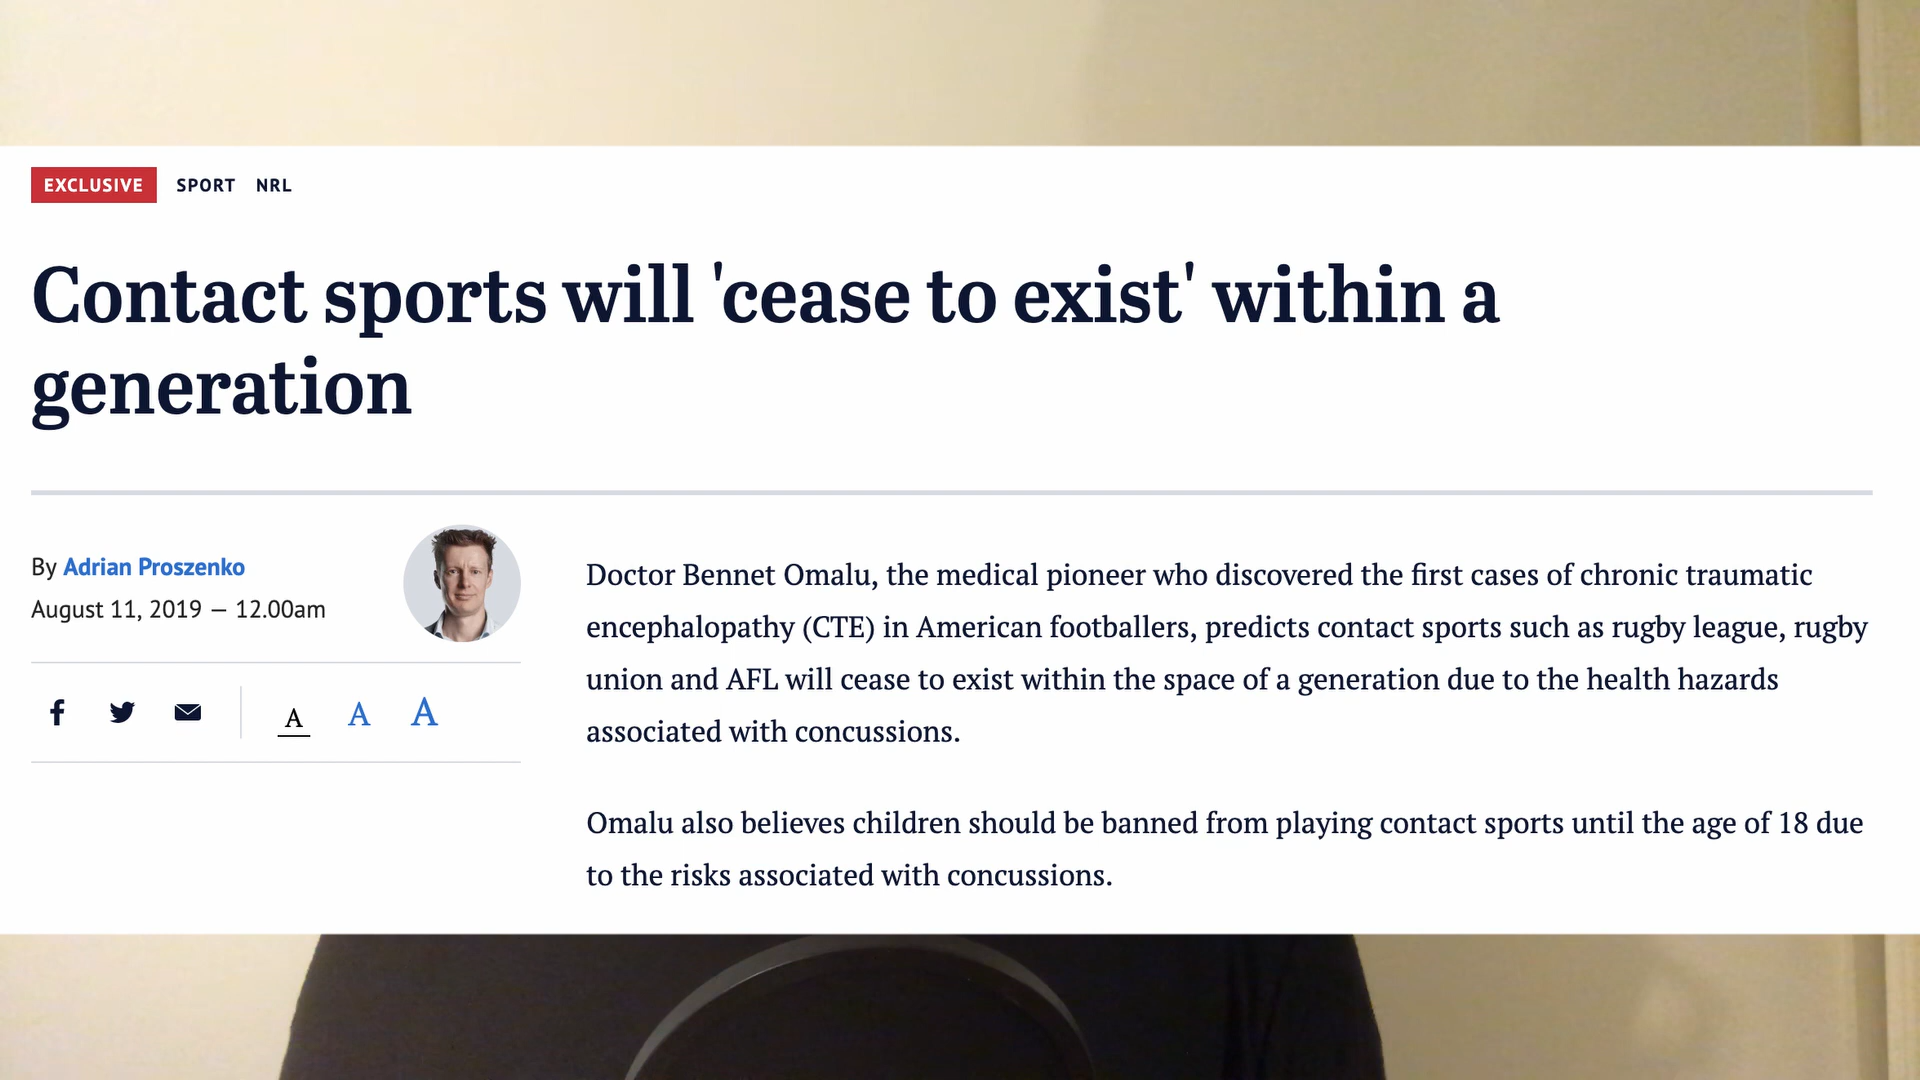 EXCLUSIVE SPORT NRL
Contact sports will 'cease to exist' within a
generation
By Adrian Proszenko
August 11, 2019 — 12.00am
A A A
Doctor Bennet Omalu, the medical pioneer who discovered the first cases of chronic traumatic
encephalopathy (CTE) in American footballers, predicts contact sports such as rugby league, rugby
union and AFL will cease to exist within the space of a generation due to the health hazards
associated with concussions.
Omalu also believes children should be banned from playing contact sports until the age of 18 due
to the risks associated with concussions.